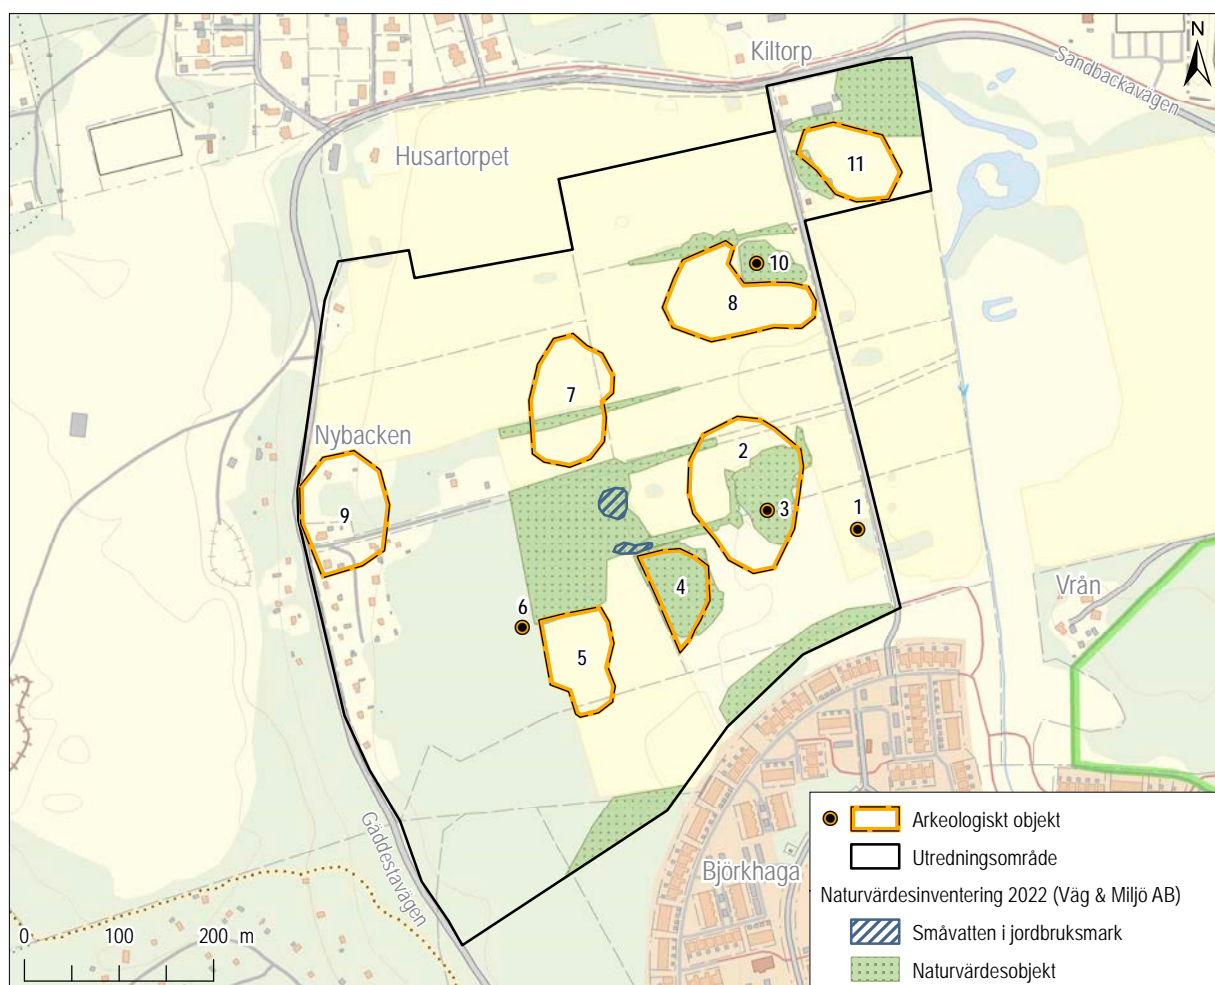 N
Kiltorp
Sandbackavägen
Husartorpet
11
10
8
7
Nybacken
2
9
3
1
4
Vrån
6
5
Gäddestavägen
Björkhaga
0 100 200 m
Arkeologiskt objekt
Utredningsområde
Naturvärdesinventering 2022 (Väg & Miljö AB)
Småvatten i jordbruksmark
Naturvärdesobjekt